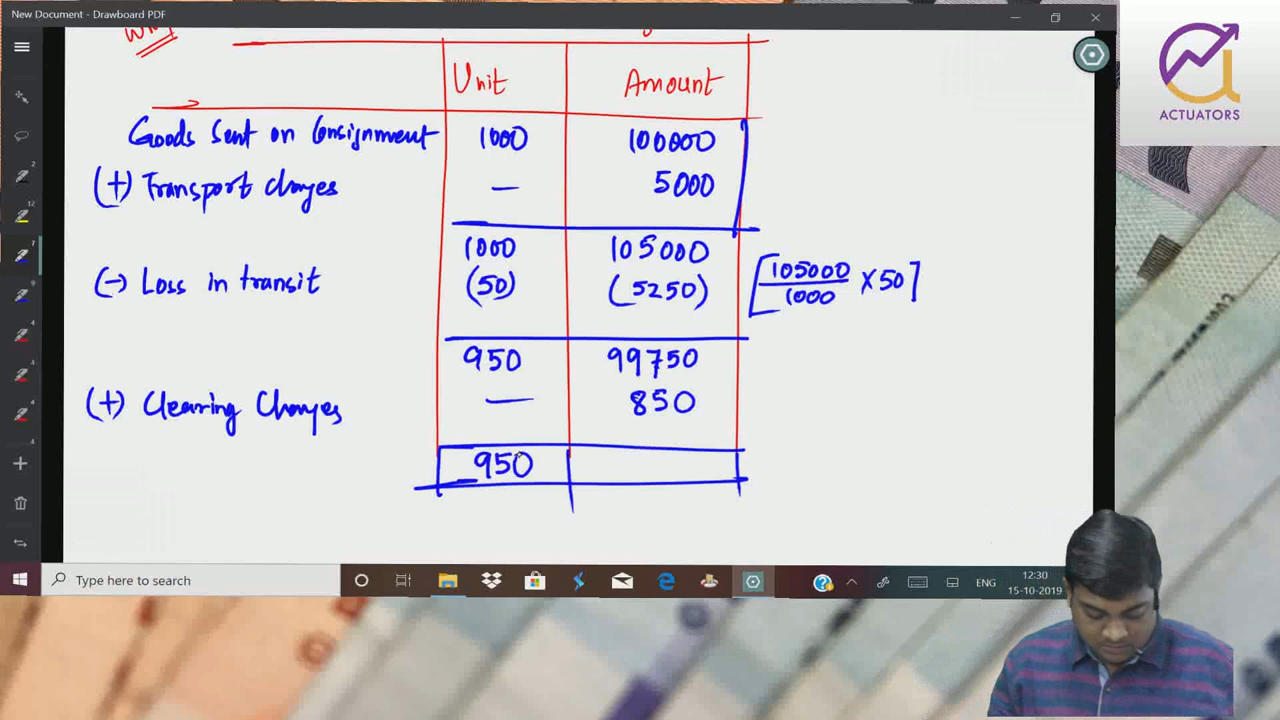 New Document - Drawboard PDF
Unit Amount
Goods Sent on Consignment 1000 100000
(+) Transport charges — 5000
1000 105000
(-) Loss in transit (50) (5250) [105000/1000 × 50]
950 99750
(+) Clearing Charges — 850
950
ACTUATORS
Type here to search
ENG
12:30
15-10-2019